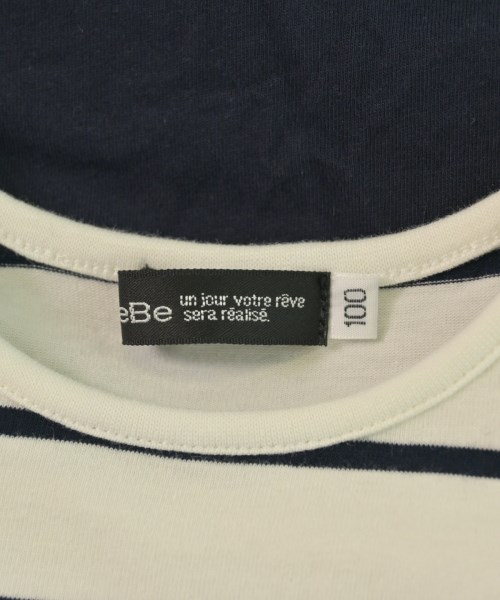 eBe
un jour votre rêve
sera réalisé.
100